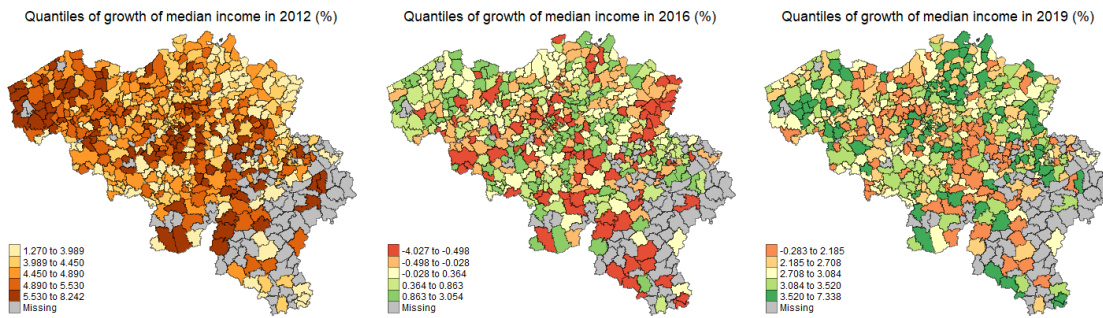 Quantiles of growth of median income in 2012 (%)
1.270 to 3.989
3.989 to 4.450
4.450 to 4.890
4.890 to 5.530
5.530 to 8.242
Missing
Quantiles of growth of median income in 2016 (%)
-4.027 to -0.498
-0.498 to -0.028
-0.028 to 0.364
0.364 to 0.863
0.863 to 3.054
Missing
Quantiles of growth of median income in 2019 (%)
-0.283 to 2.185
2.185 to 2.708
2.708 to 3.084
3.084 to 3.520
3.520 to 7.338
Missing